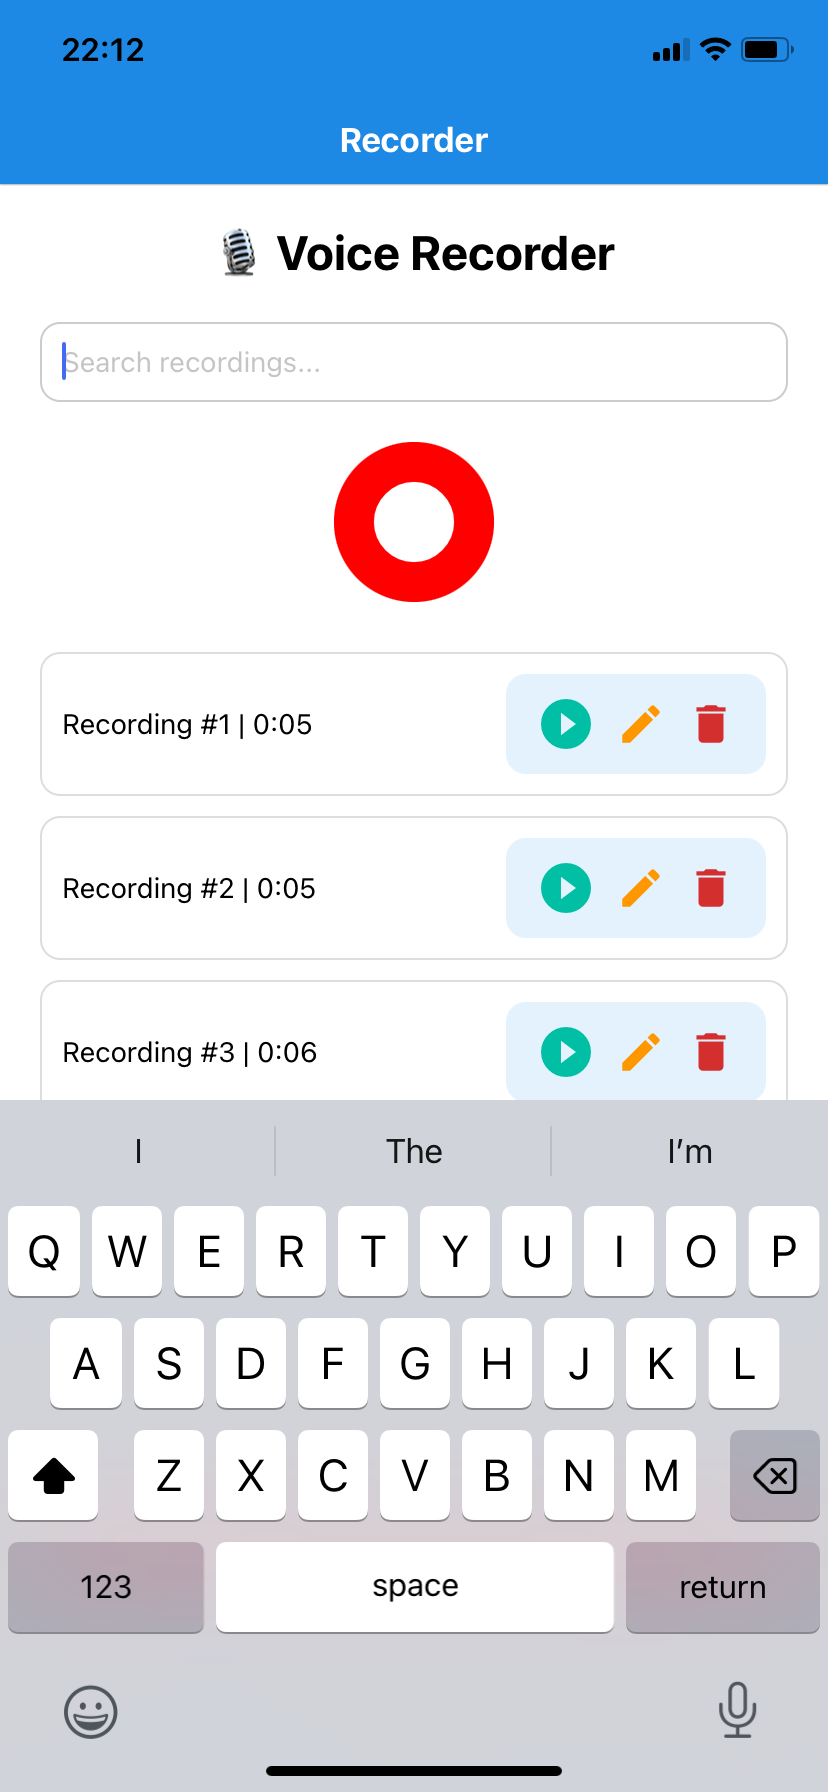 22:12
Recorder
🎙️ Voice Recorder
Search recordings...
Recording #1 | 0:05
Recording #2 | 0:05
Recording #3 | 0:06
I The I’m
Q W E R T Y U I O P
A S D F G H J K L
Z X C V B N M
123 space return